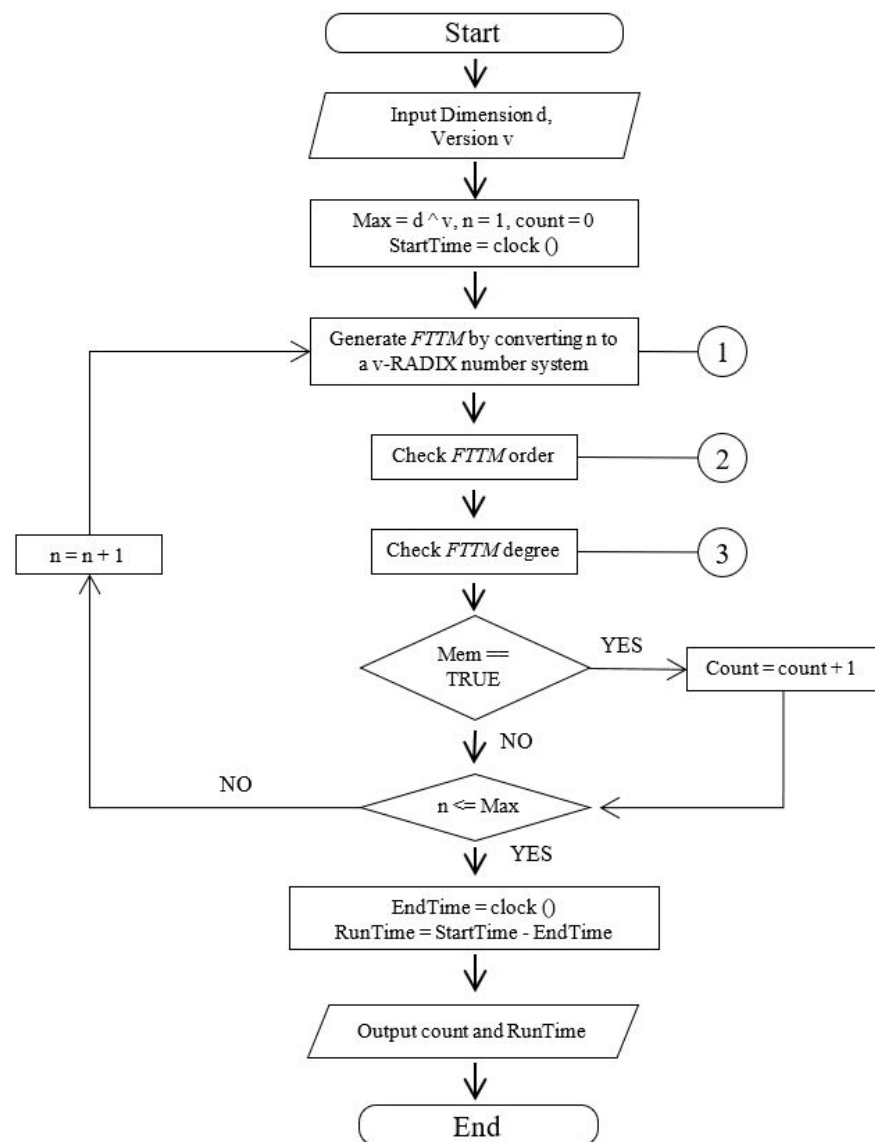 Start
Input Dimension d,
Version v
Max = d ^ v, n = 1, count = 0
StartTime = clock ()
Generate FTTM by converting n to
a v-RADIX number system
1
Check FTTM order
2
Check FTTM degree
3
n = n + 1
Mem ==
TRUE
YES
Count = count + 1
NO
n <= Max
NO
YES
EndTime = clock ()
RunTime = StartTime - EndTime
Output count and RunTime
End